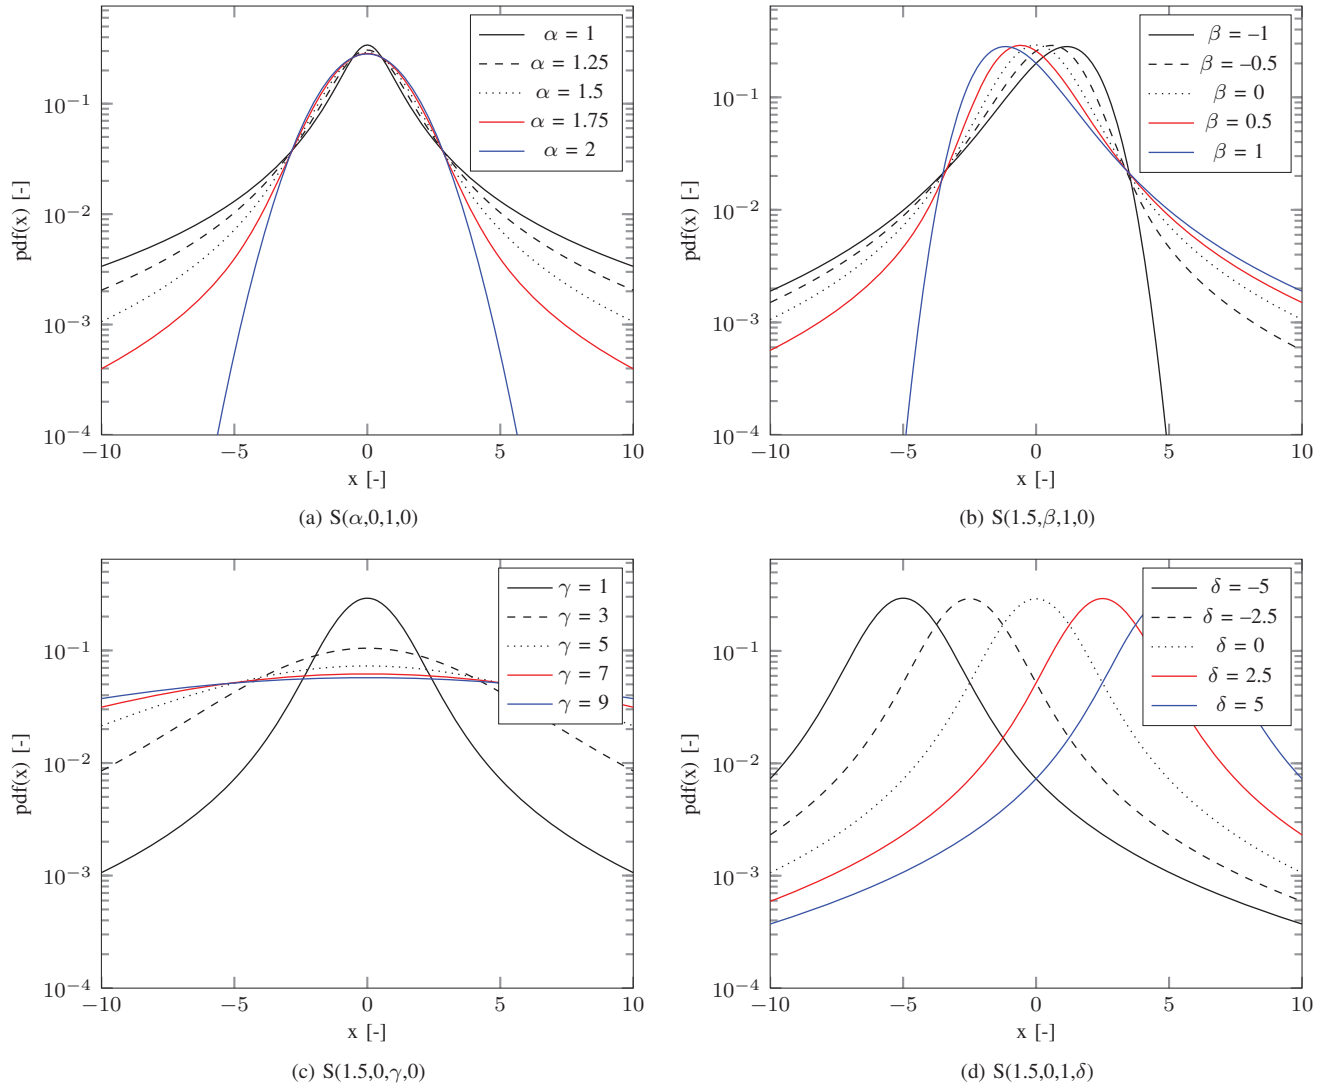 α = 1
α = 1.25
α = 1.5
α = 1.75
α = 2
10⁻¹
10⁻²
10⁻³
10⁻⁴
pdf(x) [-]
−10 −5 0 5 10
x [-]
(a) S(α,0,1,0)
β = –1
β = –0.5
β = 0
β = 0.5
β = 1
10⁻¹
10⁻²
10⁻³
10⁻⁴
pdf(x) [-]
−10 −5 0 5 10
x [-]
(b) S(1.5,β,1,0)
γ = 1
γ = 3
γ = 5
γ = 7
γ = 9
10⁻¹
10⁻²
10⁻³
10⁻⁴
pdf(x) [-]
−10 −5 0 5 10
x [-]
(c) S(1.5,0,γ,0)
δ = –5
δ = –2.5
δ = 0
δ = 2.5
δ = 5
10⁻¹
10⁻²
10⁻³
10⁻⁴
pdf(x) [-]
−10 −5 0 5 10
x [-]
(d) S(1.5,0,1,δ)